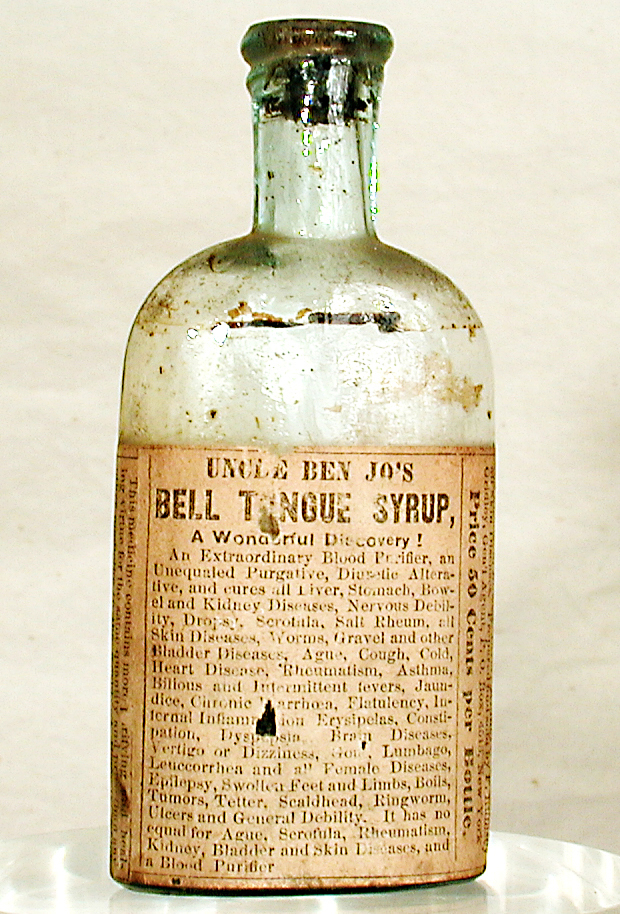 UNCLE BEN JO'S
BELL TONGUE SYRUP,
A Wonderful Discovery!
An Extraordinary Blood Purifier, an
Unequaled Purgative, Diuretic Altera-
tive, and cures all Liver, Stomach, Bow-
el and Kidney Diseases, Nervous Debil-
ity, Dropsy, Scrofula, Salt Rheum, all
Skin Diseases, Worms, Gravel and other
Bladder Diseases, Ague, Cough, Cold,
Heart Disease, Rheumatism, Asthma,
Bilious and Intermittent fevers, Jaun-
dice, Chronic Diarrhoea, Flatulency, In-
ternal Inflammation Erysipelas, Consti-
pation, Dyspepsia, Brain Diseases,
Vertigo or Dizziness, Gout, Lumbago,
Leuccorrhea and all Female Diseases,
Epilepsy, Swollen Feet and Limbs, Boils,
Tumors, Tetter, Scaldhead, Ringworm,
Ulcers and General Debility. It has no
equal for Ague, Scrofula, Rheumatism,
Kidney, Bladder and Skin Diseases, and
a Blood Purifier
This medicine contains more
Price 50 Cents per Bottle.